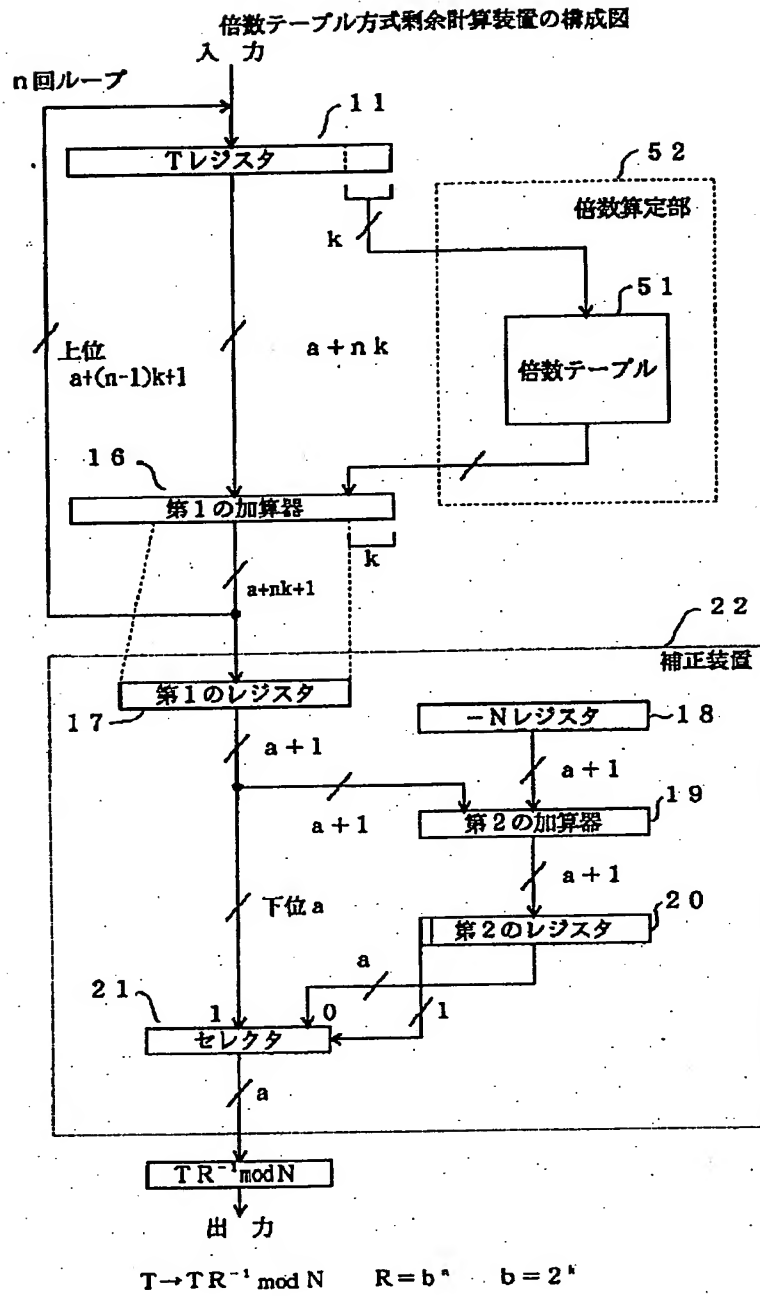 倍数テーブル方式剰余計算装置の構成図
入 力
n回ループ
11
Tレジスタ
52
倍数算定部
k
51
上位
a+(n-1)k+1
a+nk
倍数テーブル
16
第1の加算器
k
a+nk+1
22
補正装置
第1のレジスタ
17
-Nレジスタ
18
a+1
a+1
a+1
第2の加算器
19
a+1
下位a
20
第2のレジスタ
a
21
1
0
1
セレクタ
a
TR⁻¹modN
出 力
T→TR⁻¹ mod N R=bⁿ b=2ᵏ